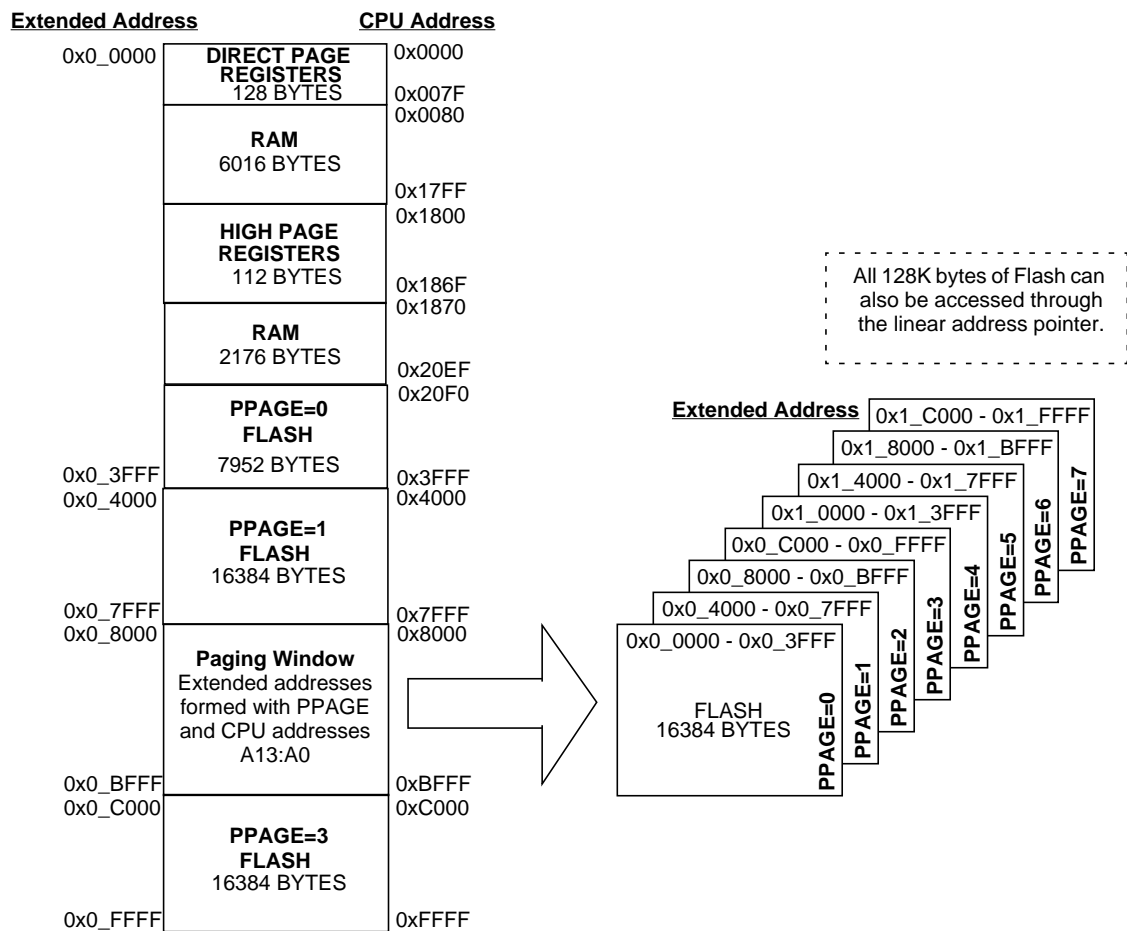 Extended Address
CPU Address
0x0_0000
DIRECT PAGE
REGISTERS
128 BYTES
0x0000
0x007F
0x0080
RAM
6016 BYTES
0x17FF
0x1800
HIGH PAGE
REGISTERS
112 BYTES
0x186F
0x1870
RAM
2176 BYTES
0x20EF
0x20F0
PPAGE=0
FLASH
7952 BYTES
0x0_3FFF
0x3FFF
0x0_4000
0x4000
PPAGE=1
FLASH
16384 BYTES
0x0_7FFF
0x7FFF
0x0_8000
0x8000
Paging Window
Extended addresses
formed with PPAGE
and CPU addresses
A13:A0
0x0_BFFF
0xBFFF
0x0_C000
0xC000
PPAGE=3
FLASH
16384 BYTES
0x0_FFFF
0xFFFF
All 128K bytes of Flash can
also be accessed through
the linear address pointer.
Extended Address
0x1_C000 - 0x1_FFFF
0x1_8000 - 0x1_BFFF
0x1_4000 - 0x1_7FFF
0x1_0000 - 0x1_3FFF
0x0_C000 - 0x0_FFFF
0x0_8000 - 0x0_BFFF
0x0_4000 - 0x0_7FFF
0x0_0000 - 0x0_3FFF
FLASH
16384 BYTES
PPAGE=0
PPAGE=1
PPAGE=2
PPAGE=3
PPAGE=4
PPAGE=5
PPAGE=6
PPAGE=7